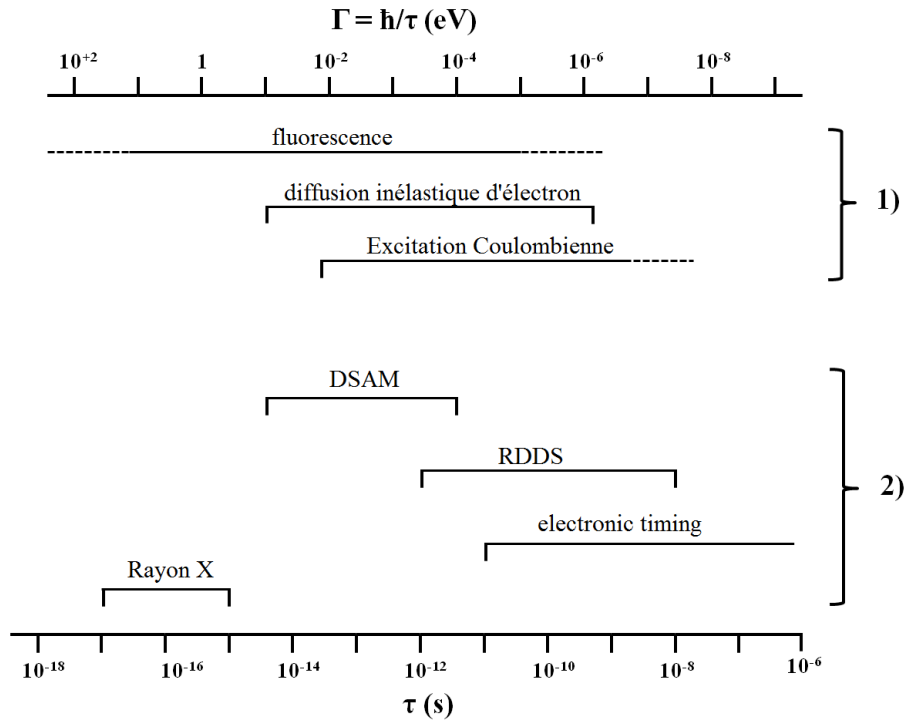 Γ = ħ/τ (eV)
10⁺² 1 10⁻² 10⁻⁴ 10⁻⁶ 10⁻⁸
fluorescence
diffusion inélastique d'électron
1)
Excitation Coulombienne
DSAM
RDDS
2)
electronic timing
Rayon X
10⁻¹⁸ 10⁻¹⁶ 10⁻¹⁴ 10⁻¹² 10⁻¹⁰ 10⁻⁸ 10⁻⁶
τ (s)